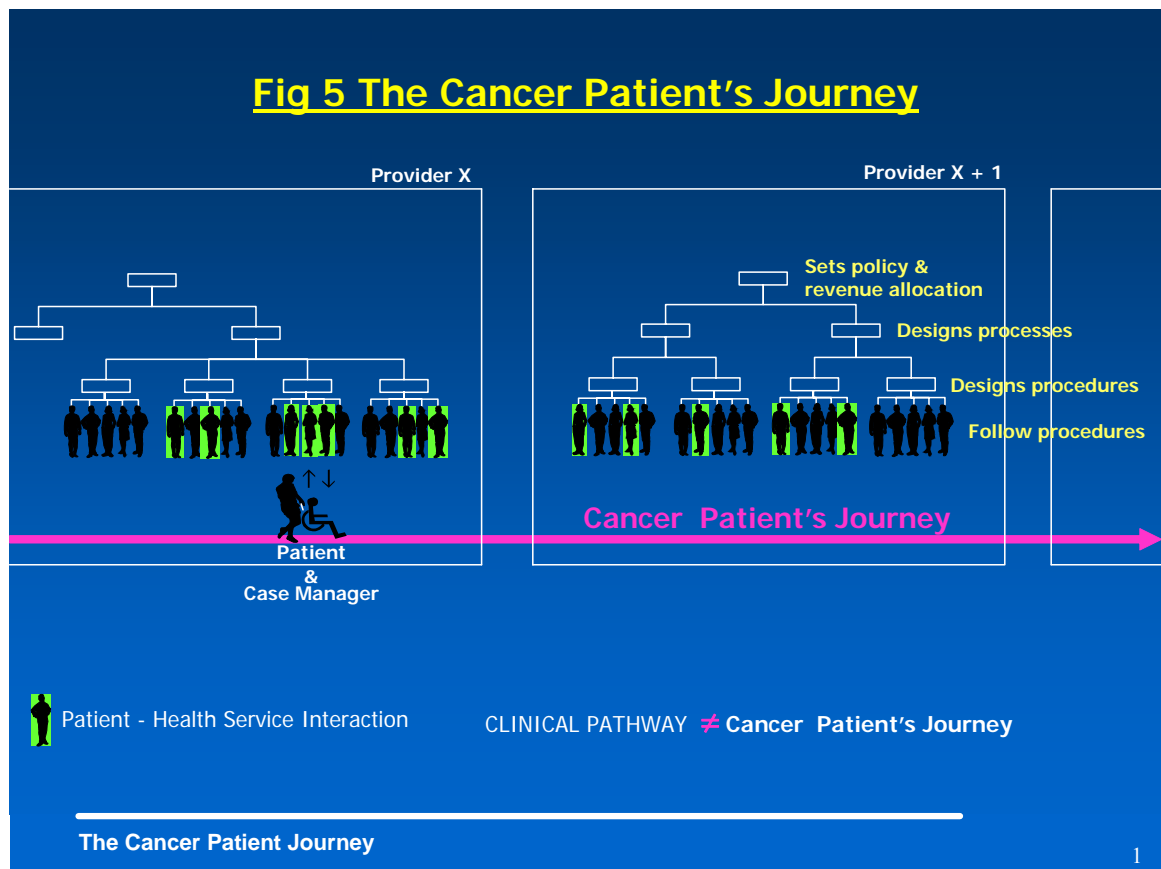 Fig 5 The Cancer Patient's Journey
Provider X
Provider X + 1
Sets policy &
revenue allocation
Designs processes
Designs procedures
Follow procedures
Cancer Patient's Journey
Patient
&
Case Manager
Patient - Health Service Interaction
CLINICAL PATHWAY ≠ Cancer Patient's Journey
The Cancer Patient Journey
1